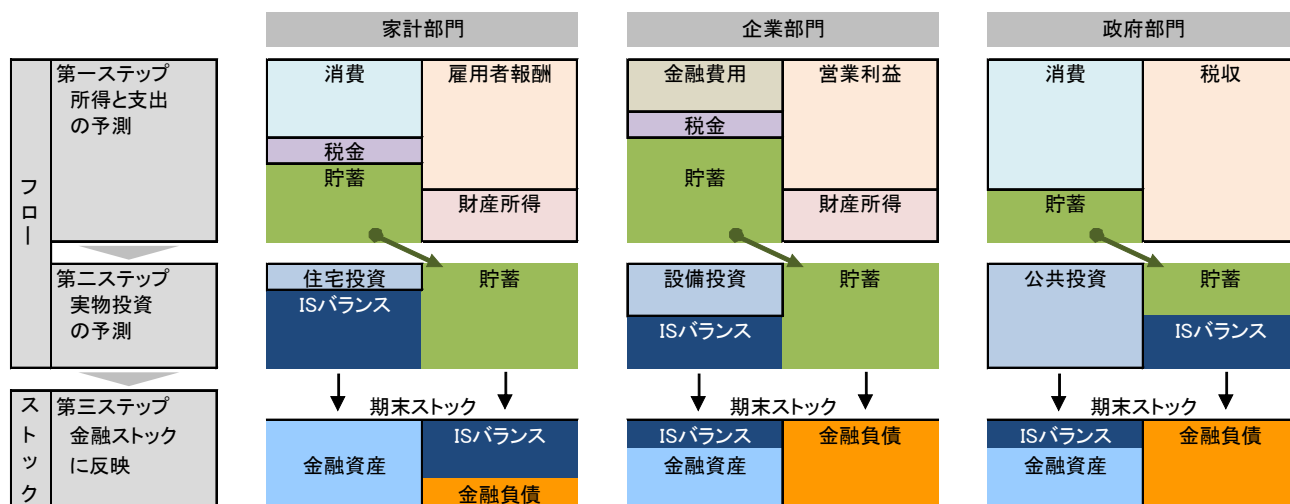 家計部門
企業部門
政府部門
フロー
第一ステップ
所得と支出
の予測
消費
雇用者報酬
税金
貯蓄
財産所得
金融費用
営業利益
税金
貯蓄
財産所得
消費
税収
貯蓄
第二ステップ
実物投資
の予測
住宅投資
貯蓄
ISバランス
設備投資
貯蓄
ISバランス
公共投資
貯蓄
ISバランス
ストック
第三ステップ
金融ストック
に反映
期末ストック
ISバランス
金融資産
金融負債
期末ストック
ISバランス
金融負債
金融資産
期末ストック
ISバランス
金融負債
金融資産